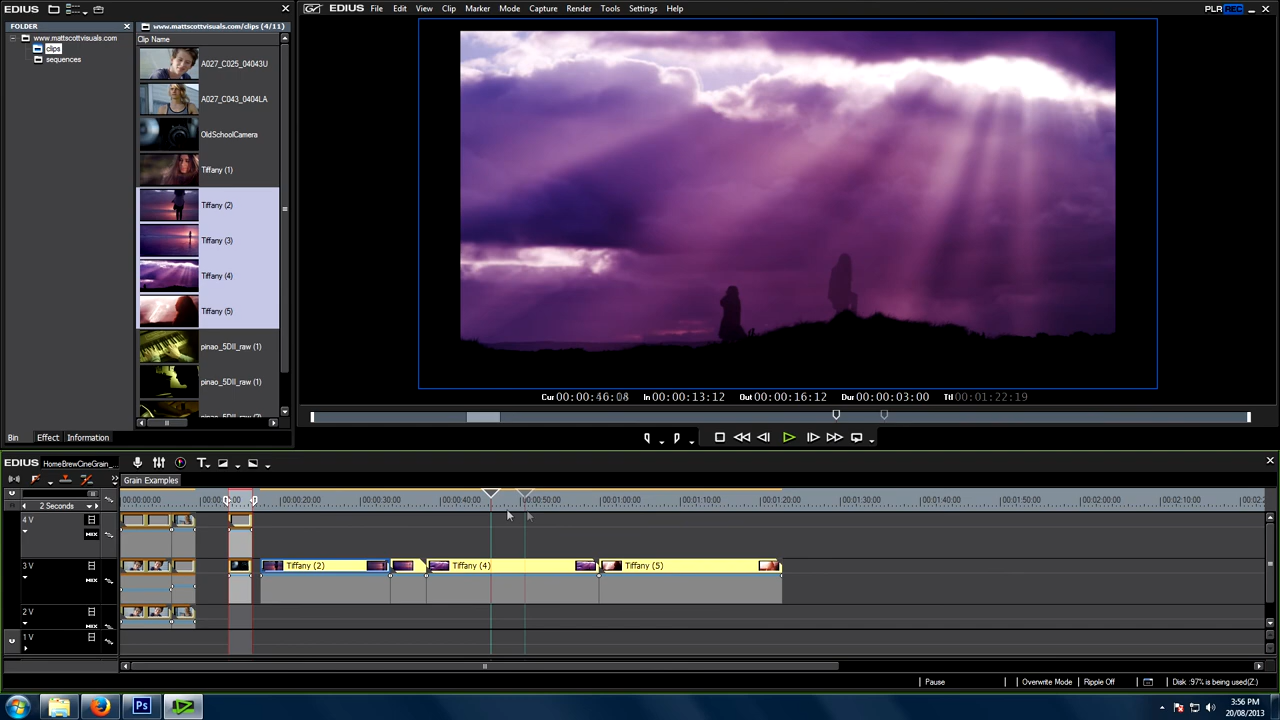 EDIUS
FOLDER
www.mattscottvisuals.com
clips
sequences
www.mattscottvisuals.com/clips (4/11)
Clip Name
A027_C025_04043U
A027_C043_0404LA
OldSchoolCamera
Tiffany (1)
Tiffany (2)
Tiffany (3)
Tiffany (4)
Tiffany (5)
pinao_5DII_raw (1)
pinao_5DII_raw (1)
Bin Effect Information
EDIUS File Edit View Clip Marker Mode Capture Render Tools Settings Help PLR REC
Cur 00:00:46:08 In 00:00:13:12 Out 00:00:16:12 Dur 00:00:03:00 Ttl 00:01:22:19
EDIUS HomeBrewCineGrain_...
Grain Examples
2 Seconds
00:00:00:00 00:00:20:00 00:00:30:00 00:00:40:00 00:00:50:00 00:01:00:00 00:01:10:00 00:01:20:00 00:01:30:00 00:01:40:00 00:01:50:00 00:02:00:00 00:02:10:00
4 V
MIX
3 V
MIX
Tiffany (2) Tiffany (4) Tiffany (5)
2 V
MIX
1 V
Pause Overwrite Mode Ripple Off Disk :97% is being used(Z:)
Ps
3:56 PM
20/08/2013